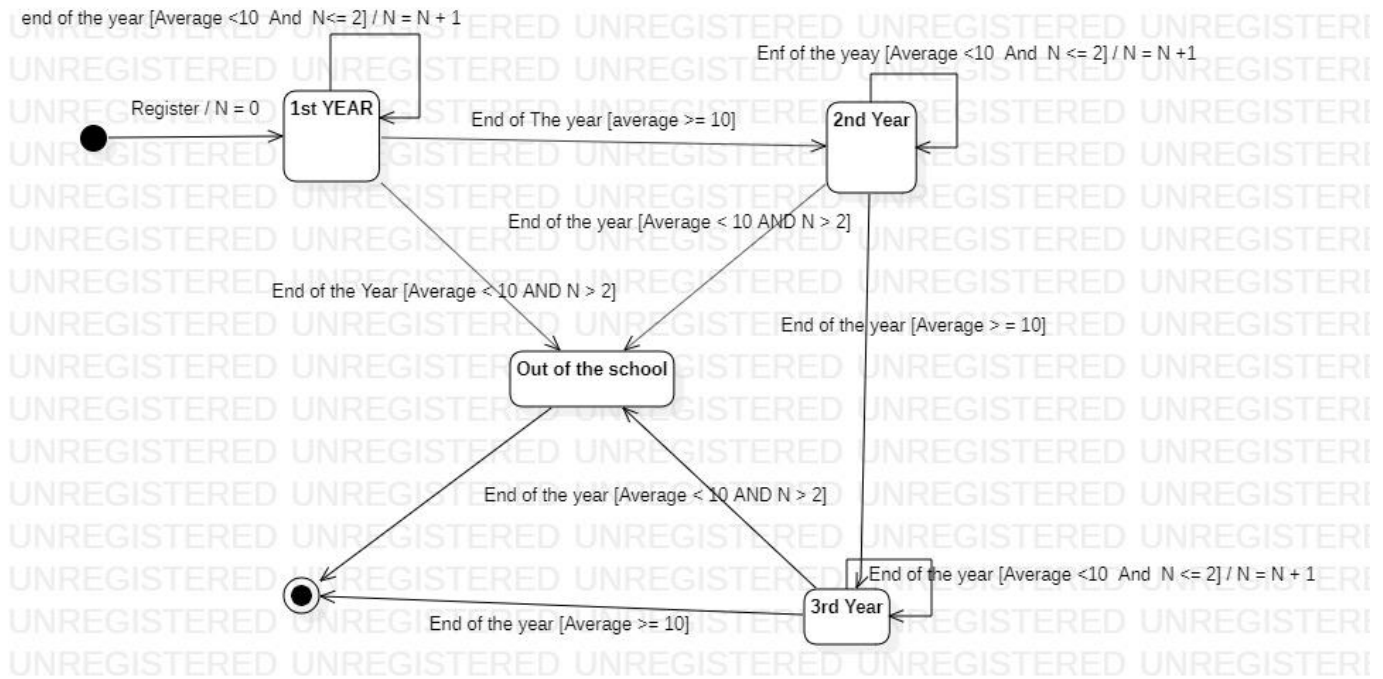 end of the year [Average <10  And  N<= 2] / N = N + 1
Enf of the yeay [Average <10  And  N <= 2] / N = N +1
Register / N = 0
1st YEAR
End of The year [average >= 10]
2nd Year
End of the year [Average < 10 AND N > 2]
End of the Year [Average < 10 AND N > 2]
End of the year [Average > = 10]
Out of the school
End of the year [Average < 10 AND N > 2]
End of the year [Average <10  And  N <= 2] / N = N + 1
3rd Year
End of the year [Average >= 10]
UNREGISTERED